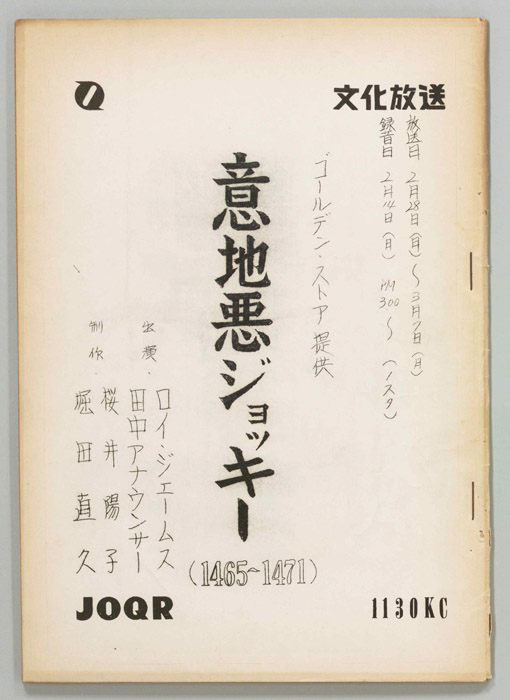 文化放送
放送日 2月28日(月)～3月7日(月)
録音日 2月14日(月) PM 3.00～ (1スタ)
ゴールデン・ストア 提供
意地悪ジョッキー
(1465～1471)
出演・ロイ・ジェームス
田中アナウンサー
制作・桜井陽子
堀田直久
JOQR
1130KC